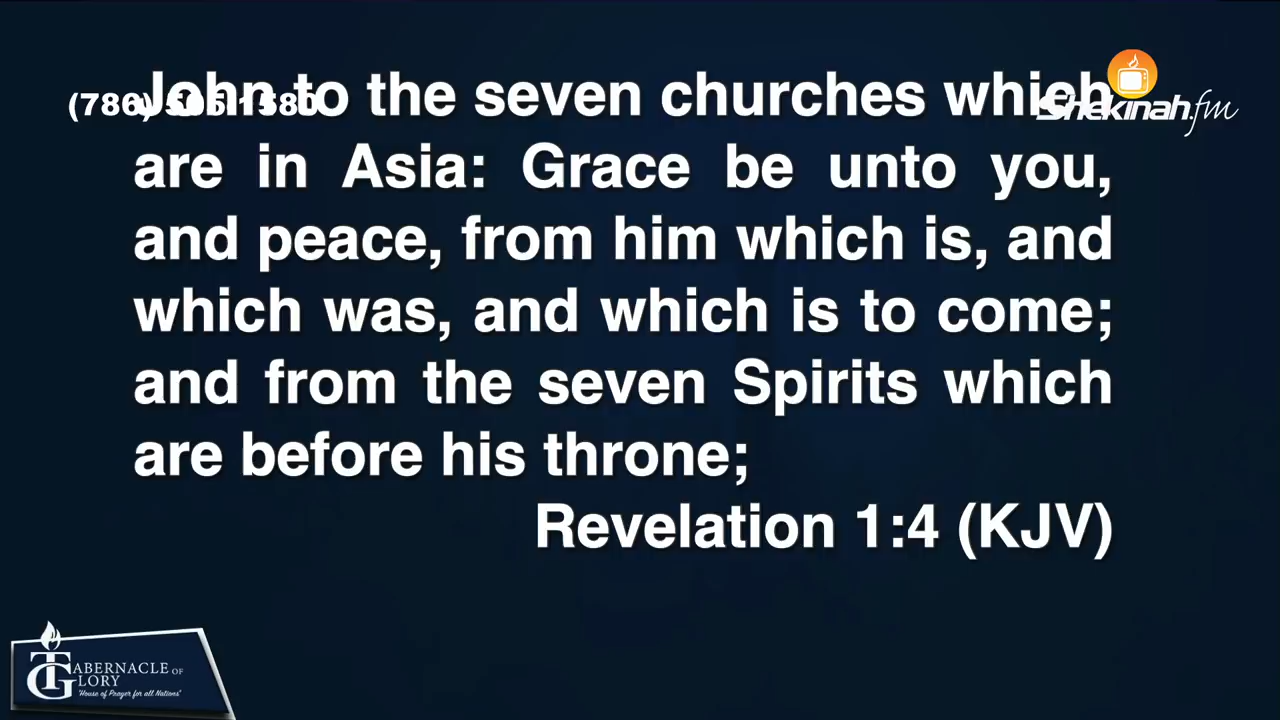 John to the seven churches which
are in Asia: Grace be unto you,
and peace, from him which is, and
which was, and which is to come;
and from the seven Spirits which
are before his throne;
Revelation 1:4 (KJV)
(786)
Shekinah.fm
TABERNACLE OF
GLORY
"House of Prayer for all Nations"